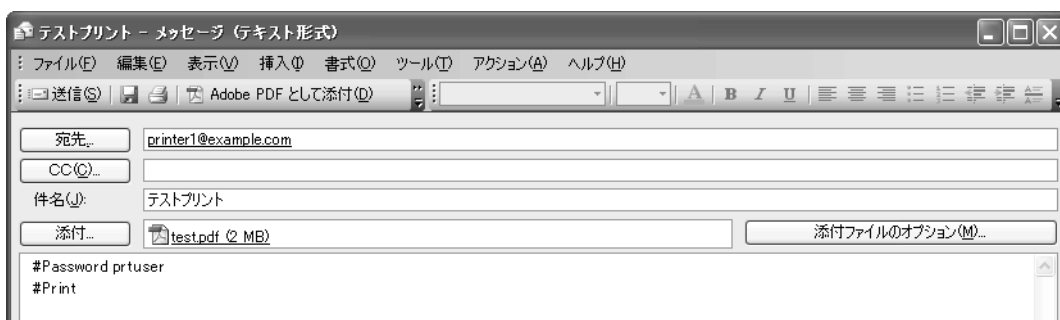 テストプリント - メッセージ (テキスト形式)
ファイル(F) 編集(E) 表示(V) 挿入(I) 書式(O) ツール(T) アクション(A) ヘルプ(H)
送信(S) Adobe PDF として添付(D) A B I U
宛先... printer1@example.com
CC(C)...
件名(J): テストプリント
添付... test.pdf (2 MB) 添付ファイルのオプション(M)...
#Password prtuser
#Print